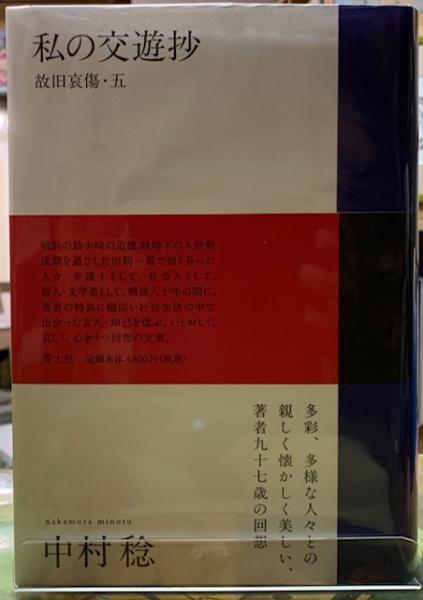 私の交遊抄
故旧哀傷・五
戦前の幼少時の追憶、戦時下の人格形
成期を過ごした旧制一高で知り合った
人々、弁護士として、社会人として、
詩人・文学者として、戦後八十年の間に、
著者の特異に幅広い社会生活の中で
出会った友人・知己を偲ぶ、いとおしく、
哀しく、心をうつ回想の文章。
青土社 定価本体4800円(税別)
多彩、多様な人々との
親しく懐かしく美しい、
著者九十七歳の回想
nakamura minoru
中村 稔